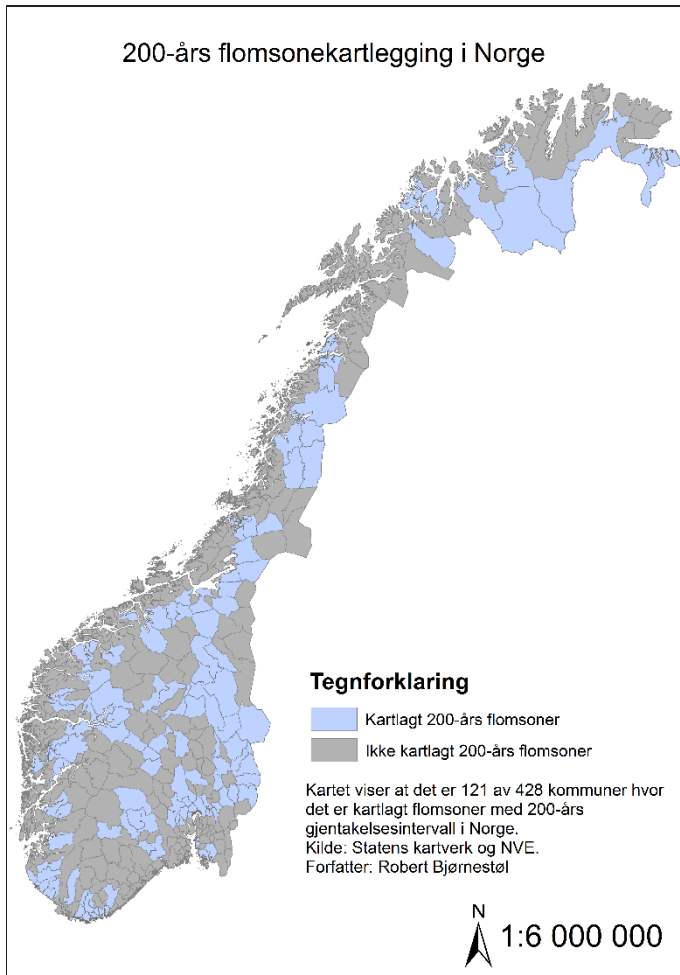 200-års flomsonekartlegging i Norge
Tegnforklaring
Kartlagt 200-års flomsoner
Ikke kartlagt 200-års flomsoner
Kartet viser at det er 121 av 428 kommuner hvor
det er kartlagt flomsoner med 200-års
gjentakelsesintervall i Norge.
Kilde: Statens kartverk og NVE.
Forfatter: Robert Bjørnestøl
N
1:6 000 000